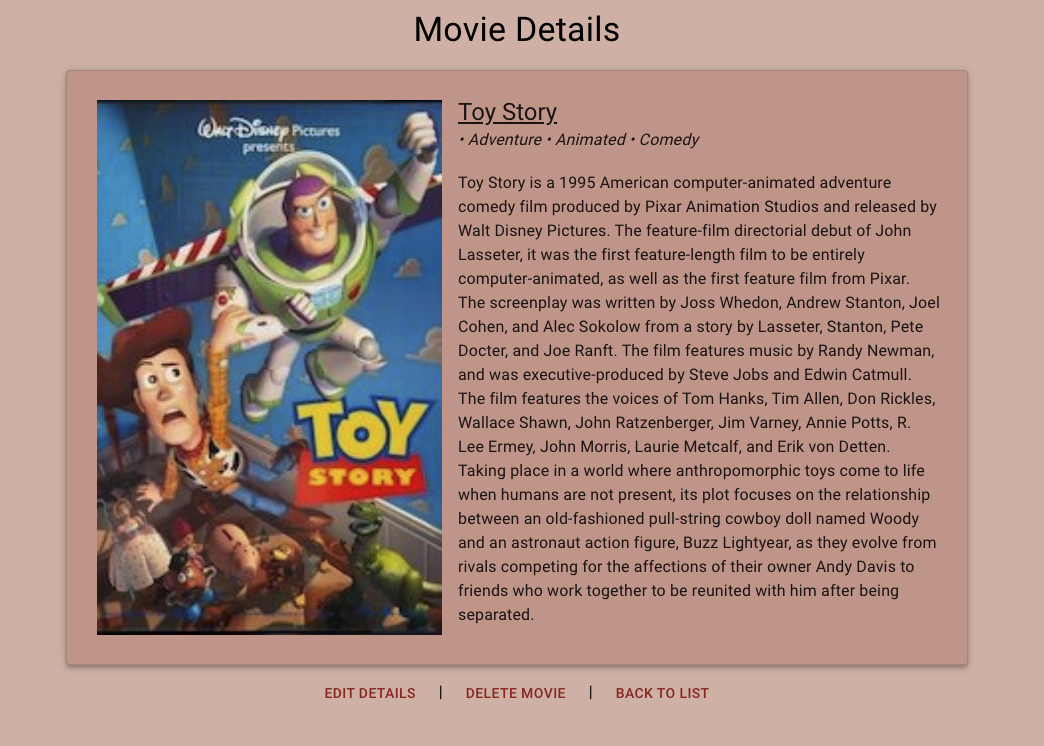 Movie Details
Walt Disney Pictures
presents
TOY
STORY
Toy Story
• Adventure • Animated • Comedy
Toy Story is a 1995 American computer-animated adventure
comedy film produced by Pixar Animation Studios and released by
Walt Disney Pictures. The feature-film directorial debut of John
Lasseter, it was the first feature-length film to be entirely
computer-animated, as well as the first feature film from Pixar.
The screenplay was written by Joss Whedon, Andrew Stanton, Joel
Cohen, and Alec Sokolow from a story by Lasseter, Stanton, Pete
Docter, and Joe Ranft. The film features music by Randy Newman,
and was executive-produced by Steve Jobs and Edwin Catmull.
The film features the voices of Tom Hanks, Tim Allen, Don Rickles,
Wallace Shawn, John Ratzenberger, Jim Varney, Annie Potts, R.
Lee Ermey, John Morris, Laurie Metcalf, and Erik von Detten.
Taking place in a world where anthropomorphic toys come to life
when humans are not present, its plot focuses on the relationship
between an old-fashioned pull-string cowboy doll named Woody
and an astronaut action figure, Buzz Lightyear, as they evolve from
rivals competing for the affections of their owner Andy Davis to
friends who work together to be reunited with him after being
separated.
EDIT DETAILS | DELETE MOVIE | BACK TO LIST